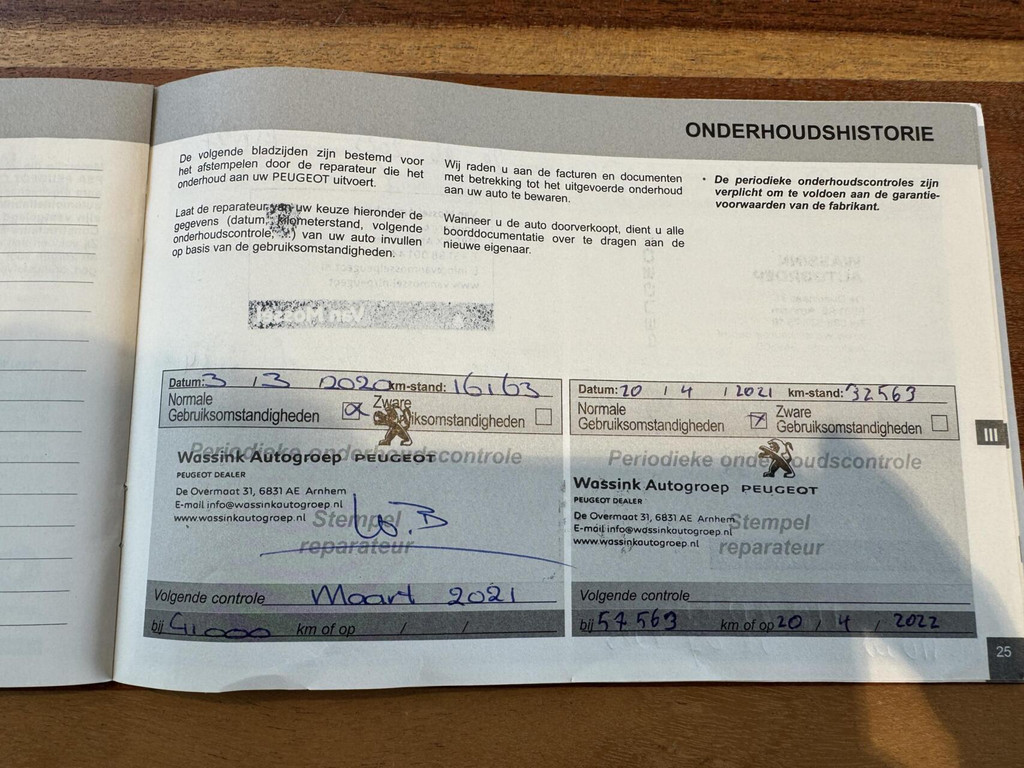 ONDERHOUDSHISTORIE
De volgende bladzijden zijn bestemd voor
het afstempelen door de reparateur die het
onderhoud aan uw PEUGEOT uitvoert.
Laat de reparateur van uw keuze hieronder de
gegevens (datum, kilometerstand, volgende
onderhoudscontrole,...) van uw auto invullen
op basis van de gebruiksomstandigheden.
Wij raden u aan de facturen en documenten
met betrekking tot het uitgevoerde onderhoud
aan uw auto te bewaren.
Wanneer u de auto doorverkoopt, dient u alle
boorddocumentatie over te dragen aan de
nieuwe eigenaar.
• De periodieke onderhoudscontroles zijn
verplicht om te voldoen aan de garantie-
voorwaarden van de fabrikant.
Van Mossel
Datum: 3 / 3 / 2020 km-stand: 16163
Normale
Gebruiksomstandigheden
Zware
Gebruiksomstandigheden
Periodieke onderhoudscontrole
Wassink Autogroep PEUGEOT
PEUGEOT DEALER
De Overmaat 31, 6831 AE Arnhem
E-mail info@wassinkautogroep.nl
www.wassinkautogroep.nl
Stempel
reparateur
Volgende controle Maart 2021
bij 41000 km of op / /
Datum: 20 / 4 / 2021 km-stand: 32563
Normale
Gebruiksomstandigheden
Zware
Gebruiksomstandigheden
Periodieke onderhoudscontrole
Wassink Autogroep PEUGEOT
PEUGEOT DEALER
De Overmaat 31, 6831 AE Arnhem
E-mail info@wassinkautogroep.nl
www.wassinkautogroep.nl
Stempel
reparateur
Volgende controle
bij 57563 km of op 20 / 4 / 2022
III
25